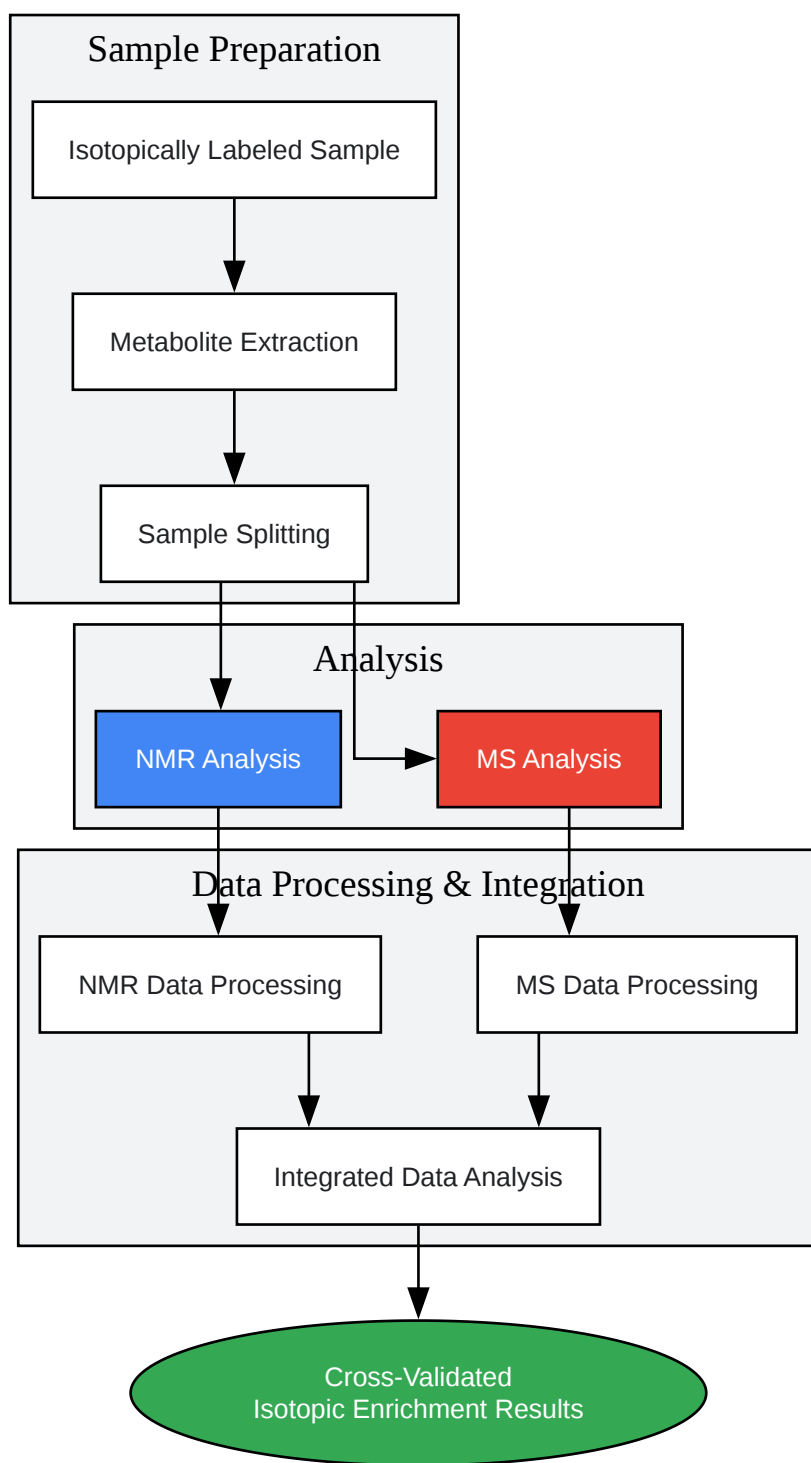 Sample Preparation
Isotopically Labeled Sample
Metabolite Extraction
Sample Splitting
Analysis
NMR Analysis
MS Analysis
Data Processing & Integration
NMR Data Processing
MS Data Processing
Integrated Data Analysis
Cross-Validated
Isotopic Enrichment Results